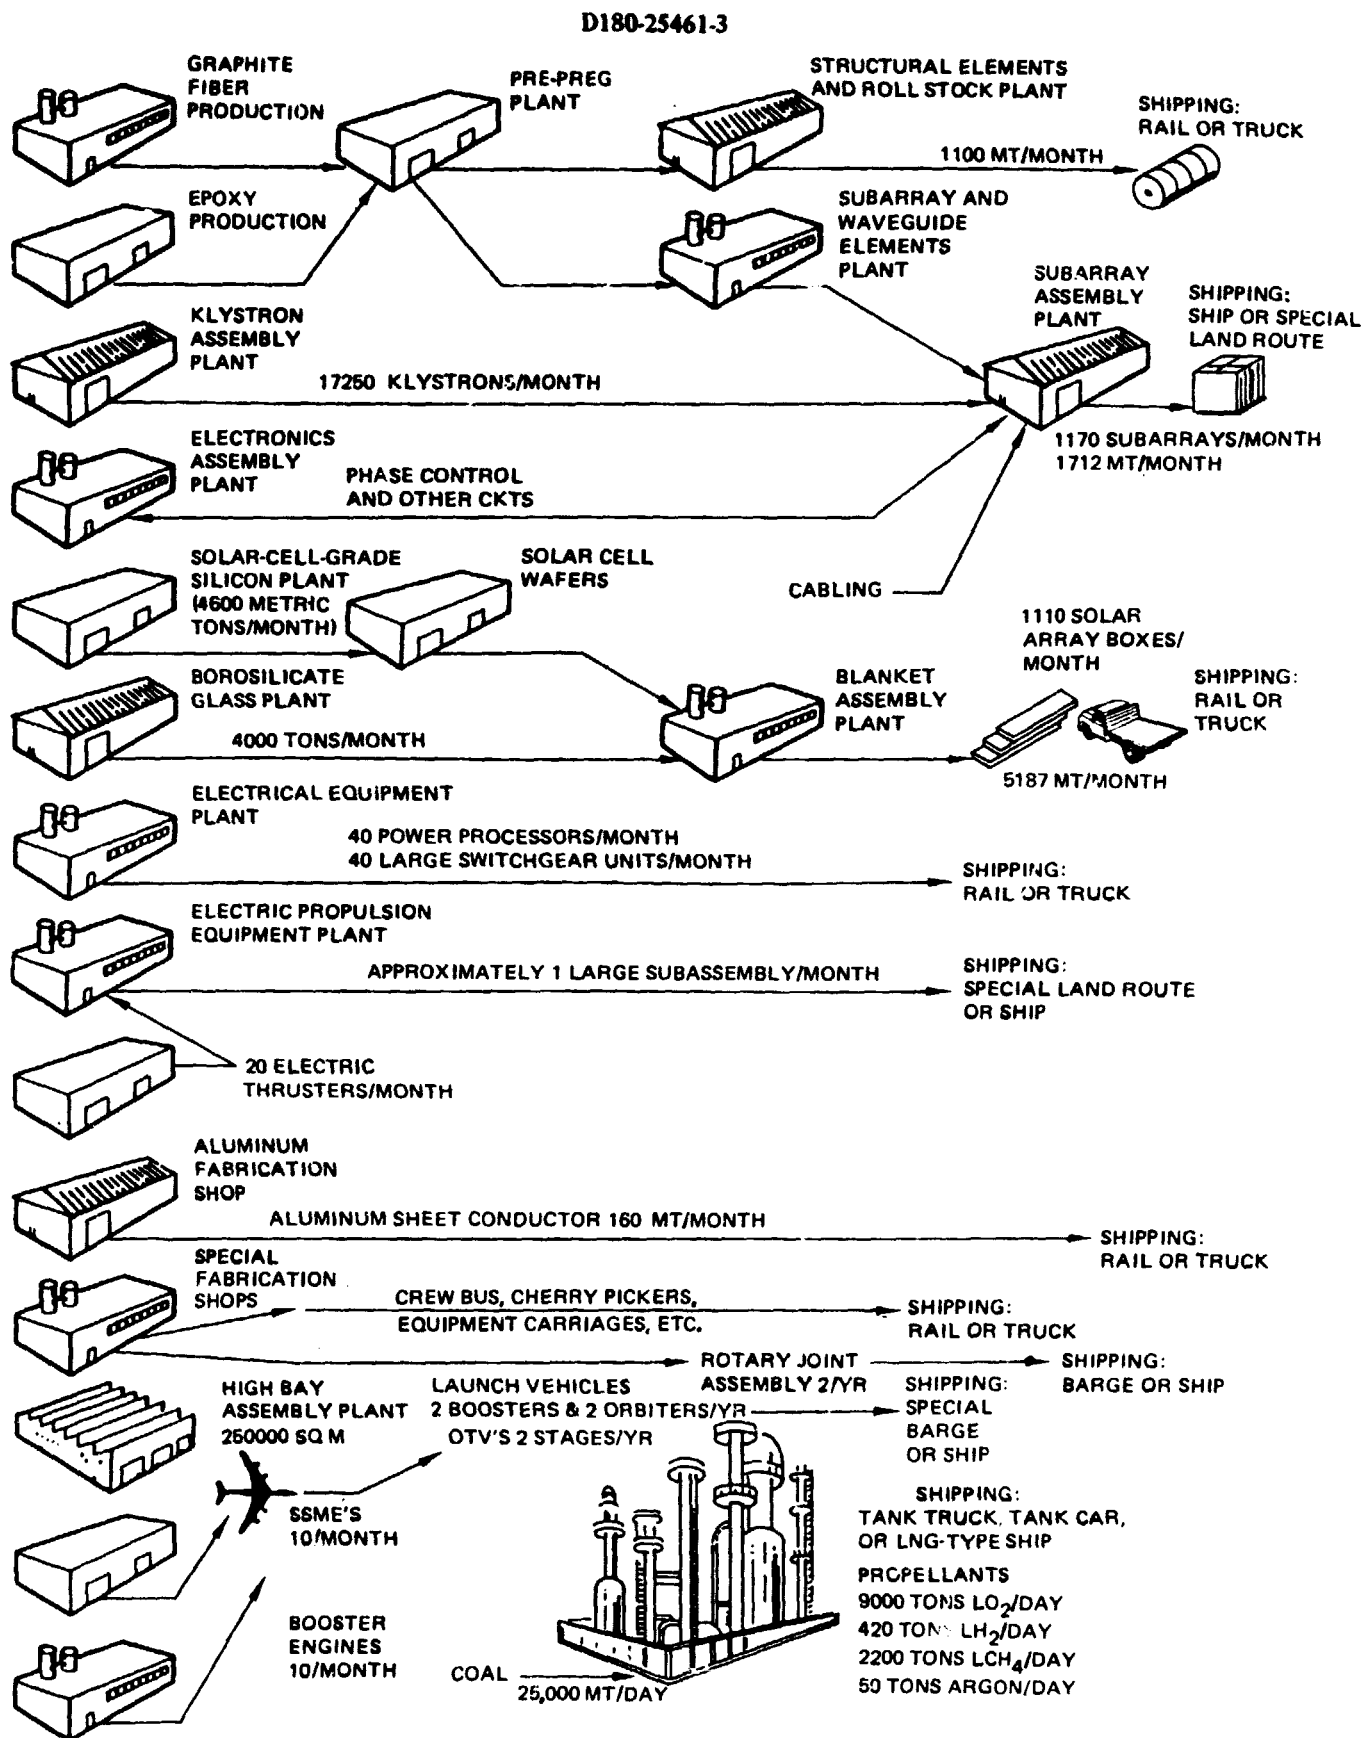 D180-25461-3
GRAPHITE
FIBER
PRODUCTION
PRE-PREG
PLANT
STRUCTURAL ELEMENTS
AND ROLL STOCK PLANT
SHIPPING:
RAIL OR TRUCK
1100 MT/MONTH
EPOXY
PRODUCTION
SUBARRAY AND
WAVEGUIDE
ELEMENTS
PLANT
SUBARRAY
ASSEMBLY
PLANT
SHIPPING:
SHIP OR SPECIAL
LAND ROUTE
KLYSTRON
ASSEMBLY
PLANT
17250 KLYSTRONS/MONTH
1170 SUBARRAYS/MONTH
1712 MT/MONTH
ELECTRONICS
ASSEMBLY
PLANT
PHASE CONTROL
AND OTHER CKTS
SOLAR-CELL-GRADE
SILICON PLANT
(4600 METRIC
TONS/MONTH)
SOLAR CELL
WAFERS
CABLING
1110 SOLAR
ARRAY BOXES/
MONTH
BOROSILICATE
GLASS PLANT
4000 TONS/MONTH
BLANKET
ASSEMBLY
PLANT
SHIPPING:
RAIL OR
TRUCK
5187 MT/MONTH
ELECTRICAL EQUIPMENT
PLANT
40 POWER PROCESSORS/MONTH
40 LARGE SWITCHGEAR UNITS/MONTH
SHIPPING:
RAIL OR TRUCK
ELECTRIC PROPULSION
EQUIPMENT PLANT
APPROXIMATELY 1 LARGE SUBASSEMBLY/MONTH
SHIPPING:
SPECIAL LAND ROUTE
OR SHIP
20 ELECTRIC
THRUSTERS/MONTH
ALUMINUM
FABRICATION
SHOP
ALUMINUM SHEET CONDUCTOR 160 MT/MONTH
SHIPPING:
RAIL OR TRUCK
SPECIAL
FABRICATION
SHOPS
CREW BUS, CHERRY PICKERS,
EQUIPMENT CARRIAGES, ETC.
SHIPPING:
RAIL OR TRUCK
ROTARY JOINT
ASSEMBLY 2/YR
SHIPPING:
BARGE OR SHIP
HIGH BAY
ASSEMBLY PLANT
250000 SQ M
LAUNCH VEHICLES
2 BOOSTERS & 2 ORBITERS/YR
OTV'S 2 STAGES/YR
SHIPPING:
SPECIAL
BARGE
OR SHIP
SSME'S
10/MONTH
SHIPPING:
TANK TRUCK, TANK CAR,
OR LNG-TYPE SHIP
PROPELLANTS
9000 TONS LO2/DAY
420 TONS LH2/DAY
2200 TONS LCH4/DAY
50 TONS ARGON/DAY
BOOSTER
ENGINES
10/MONTH
COAL
25,000 MT/DAY